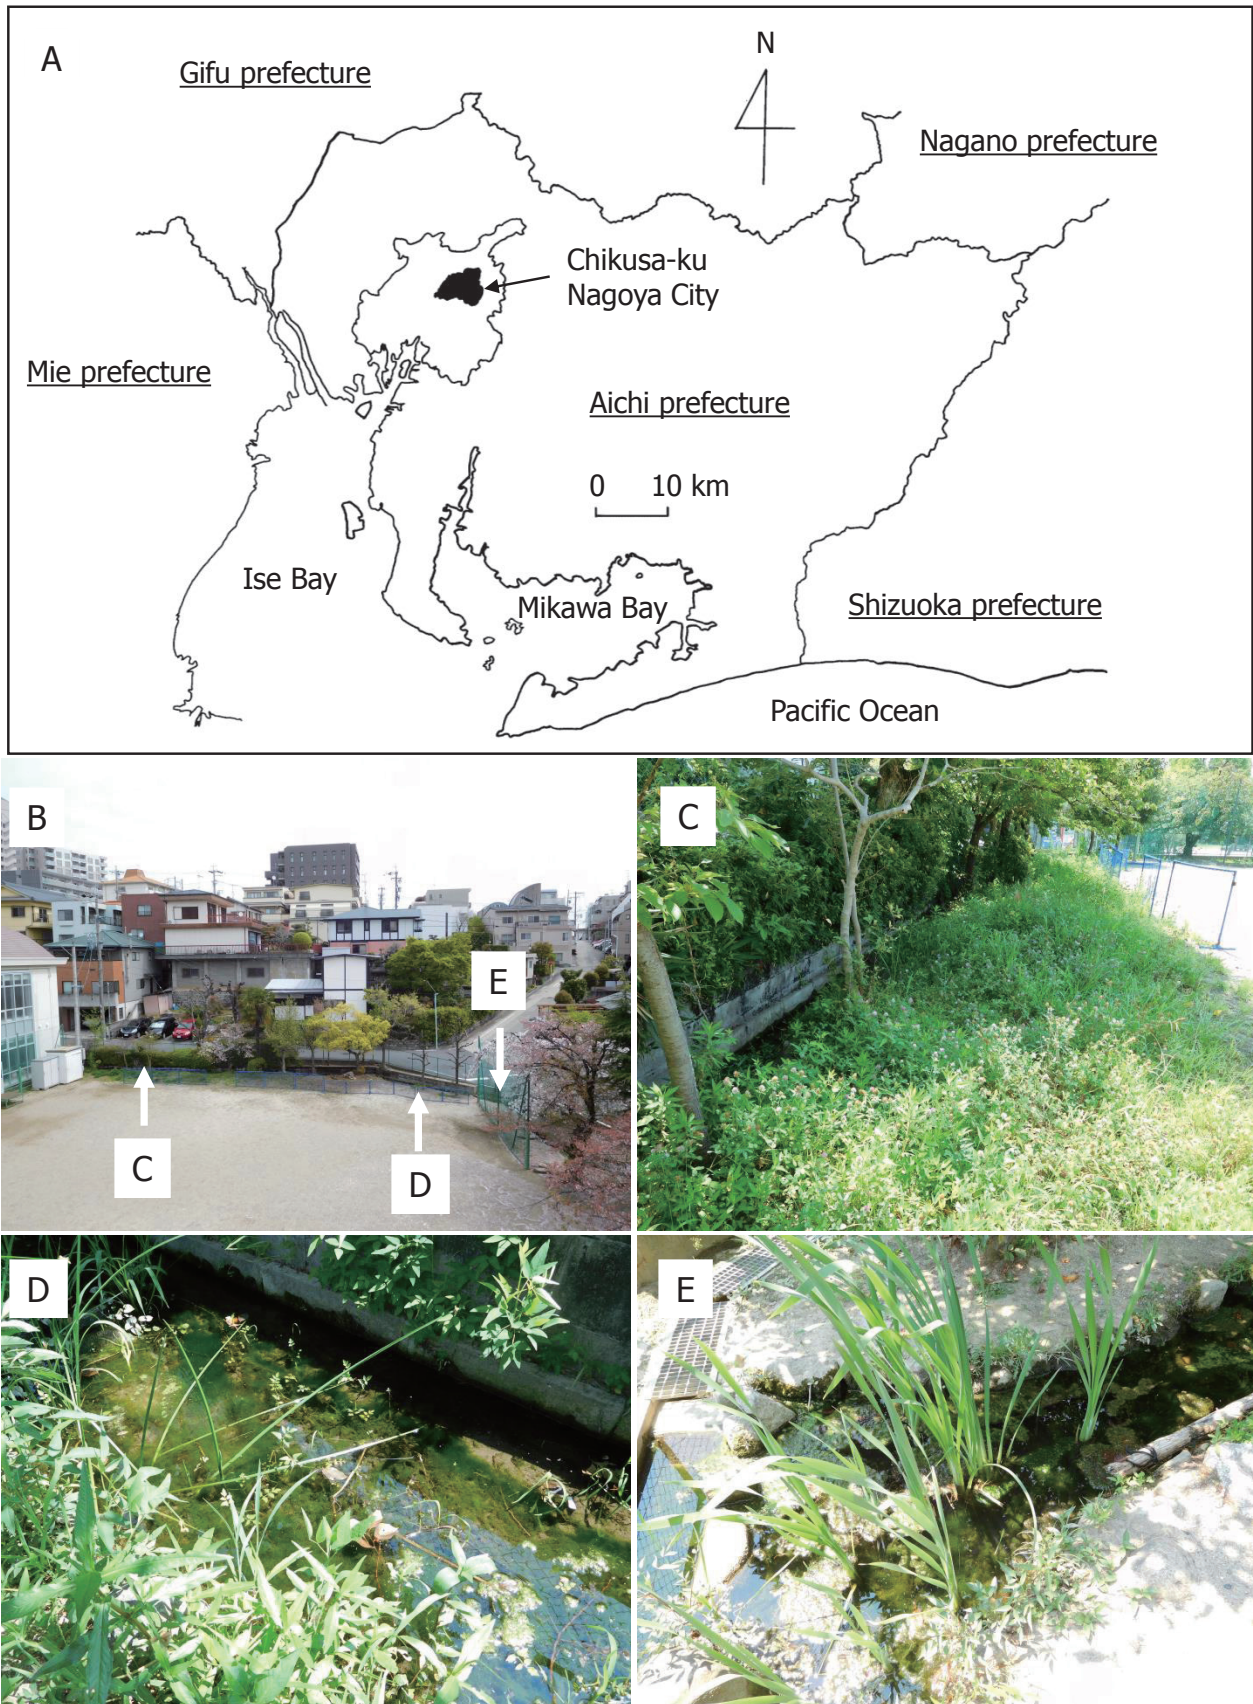 A
Gifu prefecture
N
Nagano prefecture
Chikusa-ku
Nagoya City
Mie prefecture
Aichi prefecture
0 10 km
Ise Bay
Mikawa Bay
Shizuoka prefecture
Pacific Ocean
B
E
C
D
C
D
E